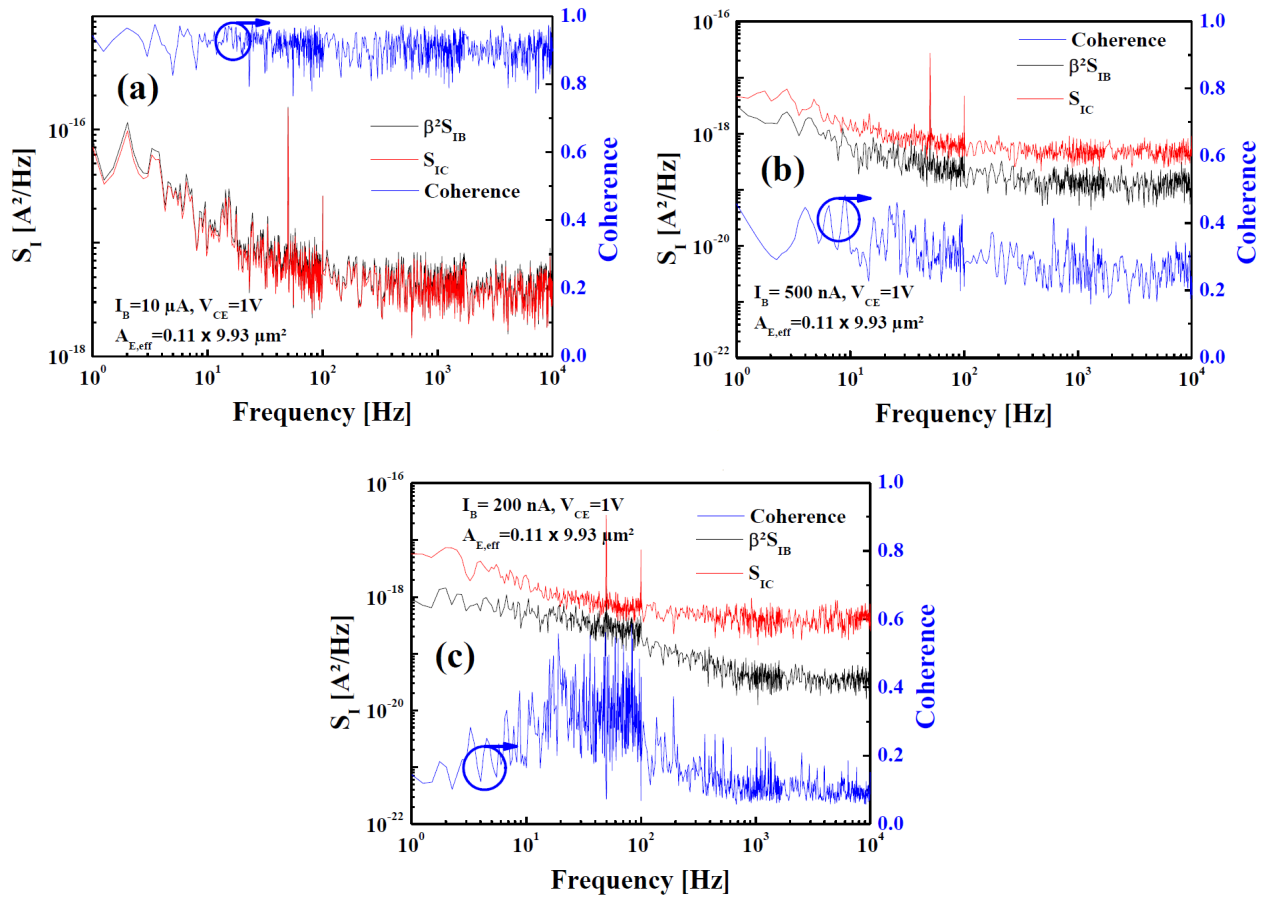 (a)
S_I [A²/Hz]
10⁻¹⁶
10⁻¹⁸
β²S_IB
S_IC
Coherence
I_B=10 µA, V_CE=1V
A_E,eff=0.11 x 9.93 µm²
10⁰ 10¹ 10² 10³ 10⁴
Frequency [Hz]
1.0
0.8
0.6
0.4
0.2
0.0
Coherence
(b)
S_I [A²/Hz]
10⁻¹⁶
10⁻¹⁸
10⁻²⁰
10⁻²²
Coherence
β²S_IB
S_IC
I_B= 500 nA, V_CE=1V
A_E,eff=0.11 x 9.93 µm²
10⁰ 10¹ 10² 10³ 10⁴
Frequency [Hz]
1.0
0.8
0.6
0.4
0.2
0.0
Coherence
(c)
S_I [A²/Hz]
10⁻¹⁶
10⁻¹⁸
10⁻²⁰
10⁻²²
I_B= 200 nA, V_CE=1V
A_E,eff=0.11 x 9.93 µm²
Coherence
β²S_IB
S_IC
10⁰ 10¹ 10² 10³ 10⁴
Frequency [Hz]
1.0
0.8
0.6
0.4
0.2
0.0
Coherence